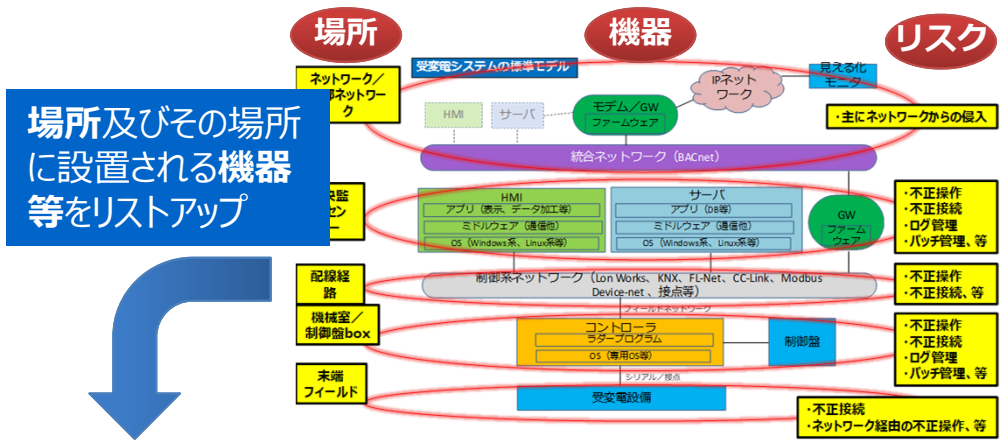 場所
機器
リスク
受変電システムの標準モデル
ネットワーク／
部ネットワー
ク
IPネット
ワーク
見える化
モニタ
HMI
サーバ
モデム／GW
ファームウェア
・主にネットワークからの侵入
場所及びその場所
に設置される機器
等をリストアップ
統合ネットワーク（BACnet）
央監
セン
ー
HMI
アプリ（表示、データ加工等）
ミドルウェア（通信他）
OS（Windows系、Linux系等）
サーバ
アプリ（DB等）
ミドルウェア（通信他）
OS（Windows系、Linux系等）
GW
ファーム
ウェア
・不正操作
・不正接続
・ログ管理
・パッチ管理、等
配線経
路
制御系ネットワーク（Lon Works、KNX、FL-Net、CC-Link、Modbus
Device-net 、接点等）
・不正操作
・不正接続、等
フィールドネットワーク
機械室／
制御盤box
コントローラ
ラダープログラム
OS（専用OS等）
制御盤
・不正操作
・不正接続
・ログ管理
・パッチ管理、等
シリアル／接点
末端
フィールド
受変電設備
・不正接続
・ネットワーク経由の不正操作、等